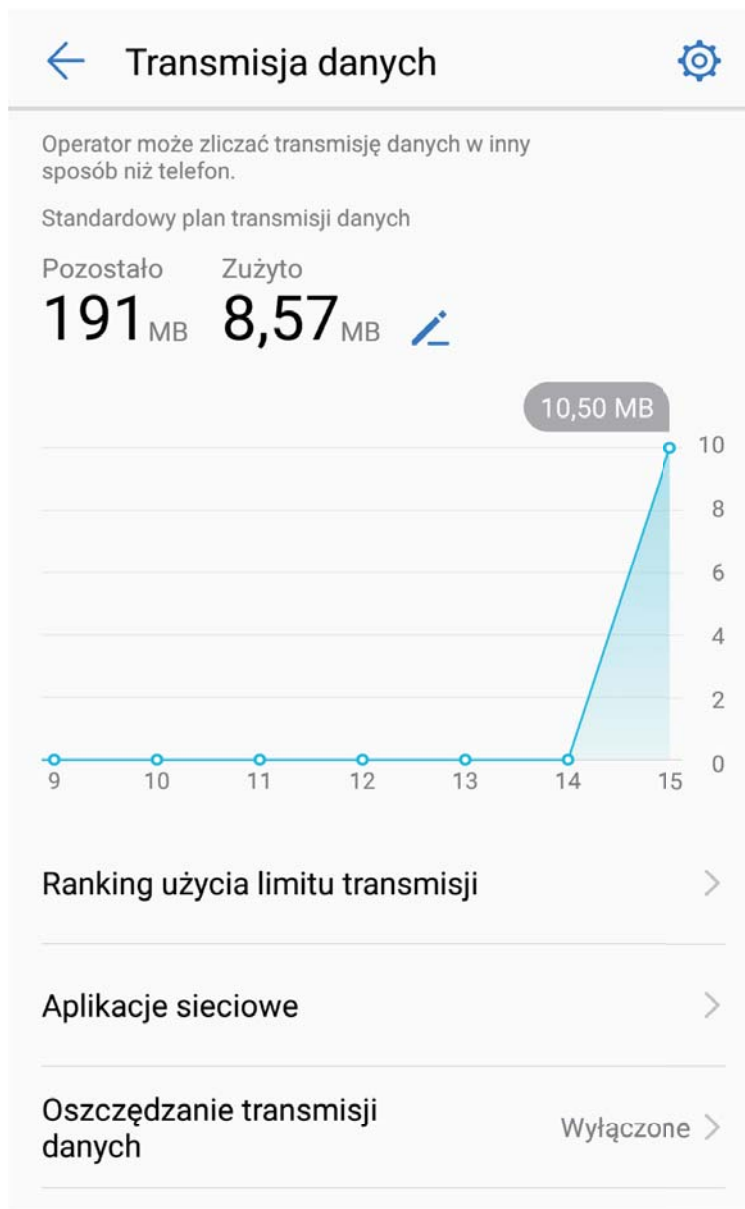 Transmisja danych
Operator może zliczać transmisję danych w inny
sposób niż telefon.
Standardowy plan transmisji danych
Pozostało Zużyto
191 MB 8,57 MB
10,50 MB
10
8
6
4
2
0
9 10 11 12 13 14 15
Ranking użycia limitu transmisji
Aplikacje sieciowe
Oszczędzanie transmisji
danych
Wyłączone